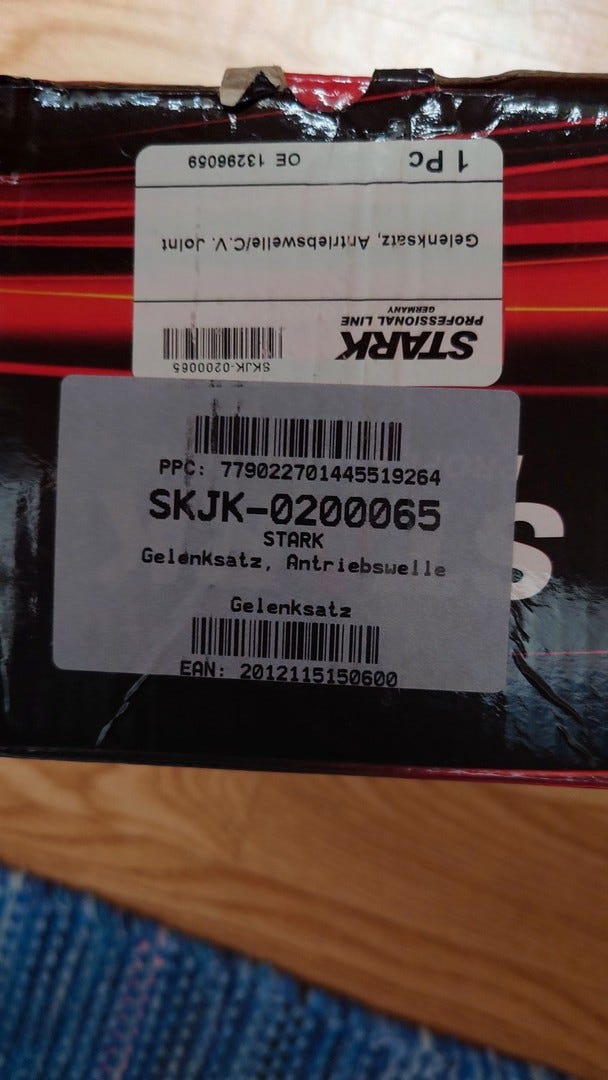 STARK
PROFESSIONAL LINE
GERMANY
SKJK-0200065
Gelenksatz, Antriebswelle/C.V. Joint
1 Pc OE 13296059
PPC: 779022701445519264
SKJK-0200065
STARK
Gelenksatz, Antriebswelle
Gelenksatz
EAN: 2012115150600
S